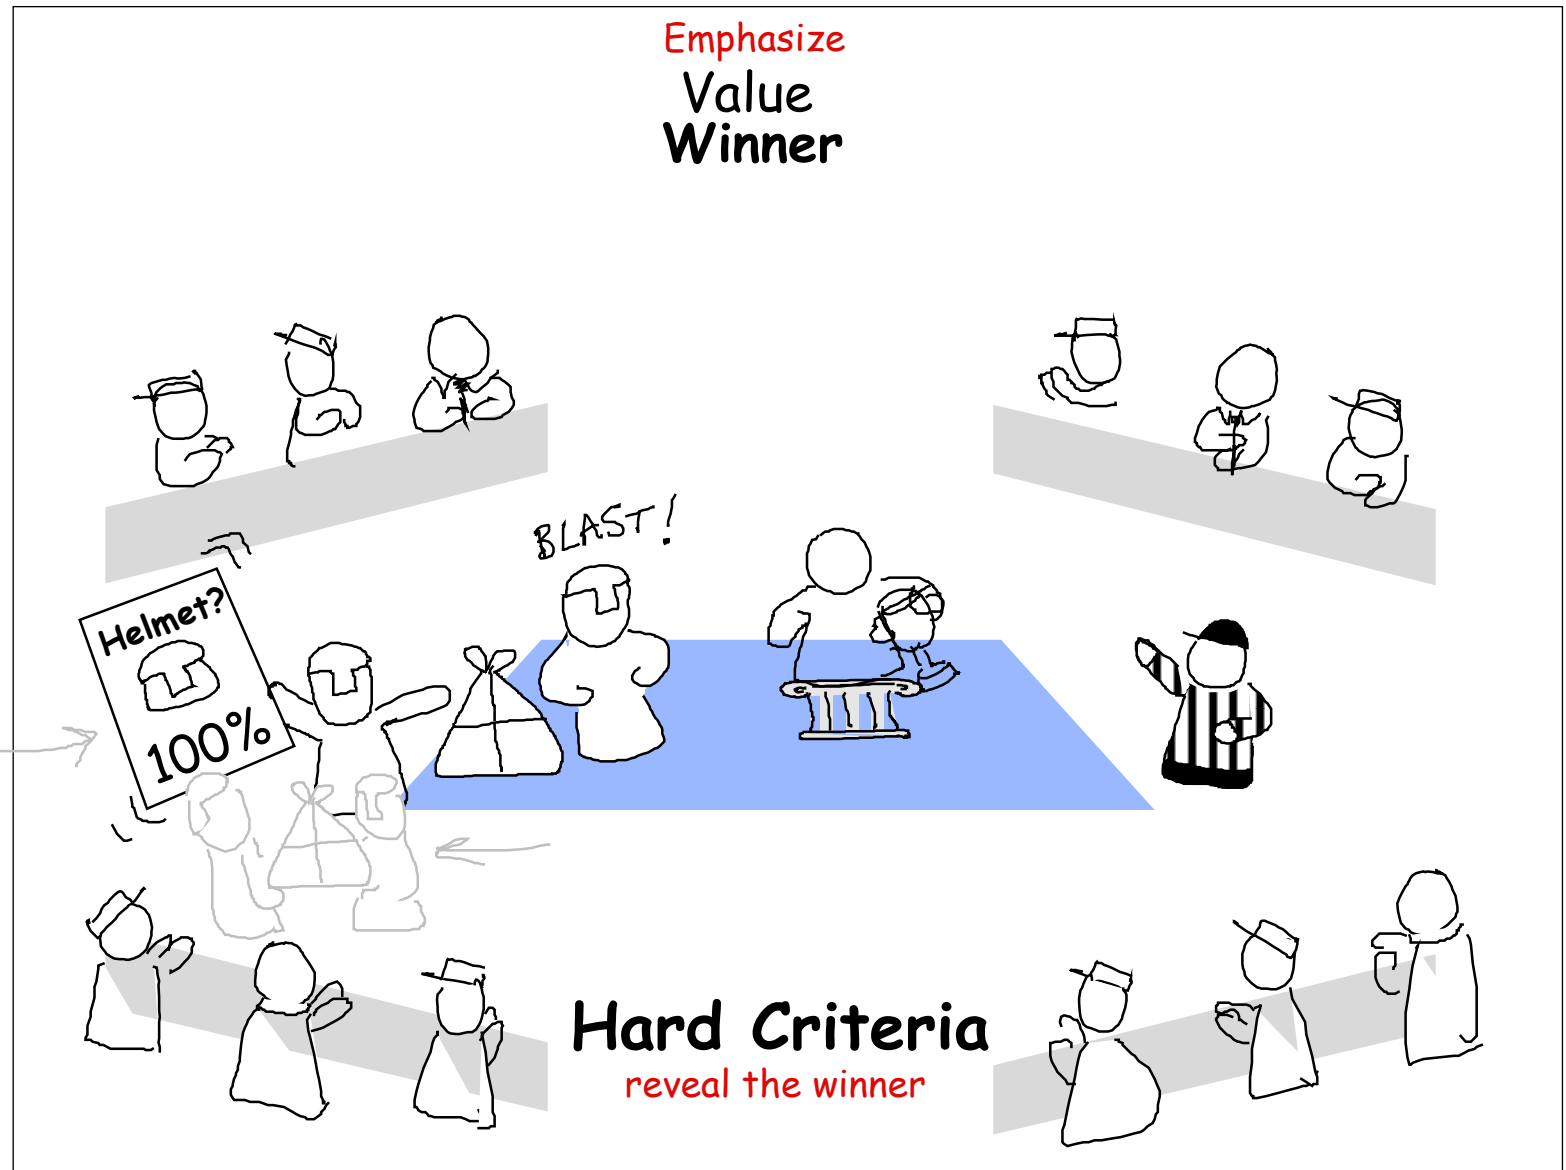 Emphasize
Value
Winner
BLAST!
Helmet?
100%
Hard Criteria
reveal the winner